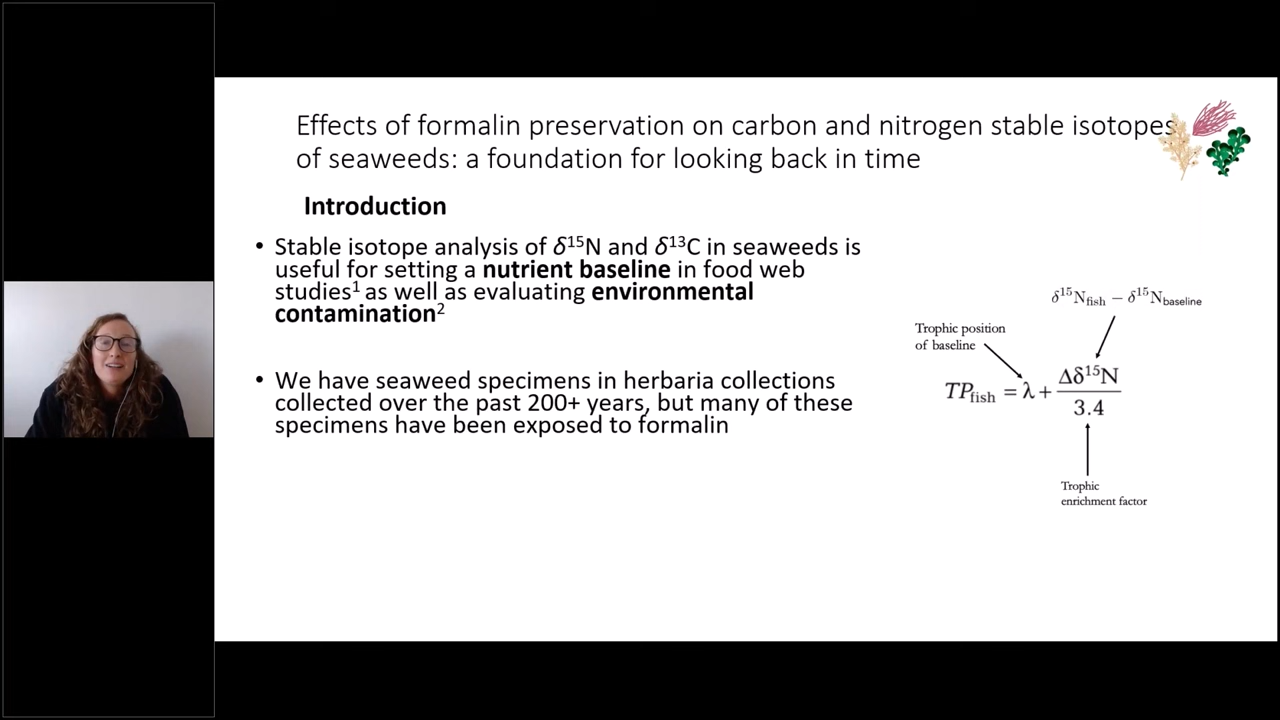 Effects of formalin preservation on carbon and nitrogen stable isotopes
of seaweeds: a foundation for looking back in time
Introduction
• Stable isotope analysis of δ¹⁵N and δ¹³C in seaweeds is
useful for setting a nutrient baseline in food web
studies¹ as well as evaluating environmental
contamination²
• We have seaweed specimens in herbaria collections
collected over the past 200+ years, but many of these
specimens have been exposed to formalin
δ¹⁵Nfish − δ¹⁵Nbaseline
Trophic position
of baseline
TPfish = λ + Δδ¹⁵N
3.4
Trophic
enrichment factor